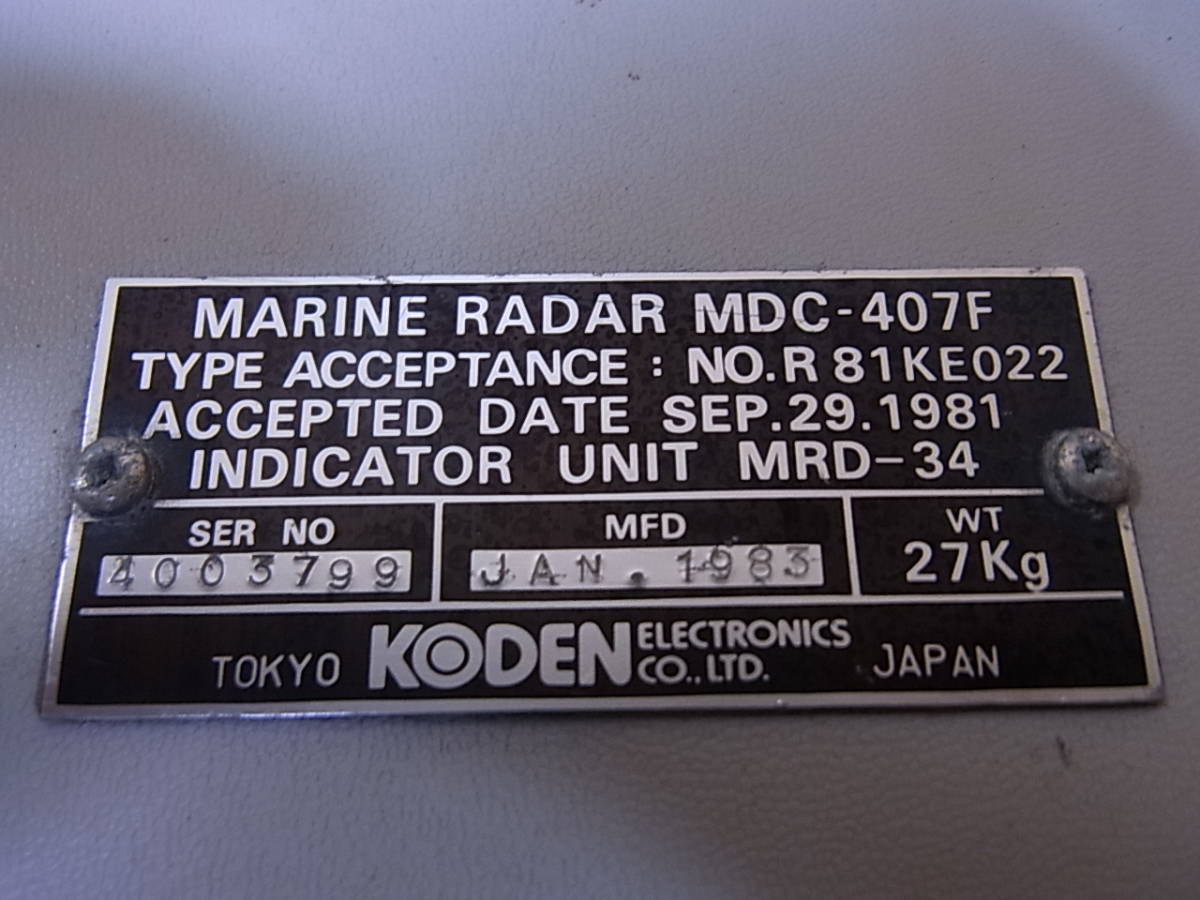 MARINE RADAR MDC-407F
TYPE ACCEPTANCE : NO.R 81KE022
ACCEPTED DATE SEP.29.1981
INDICATOR UNIT MRD-34
SER NO MFD WT
4003799 JAN.1983 27Kg
TOKYO KODEN ELECTRONICS CO.,LTD. JAPAN